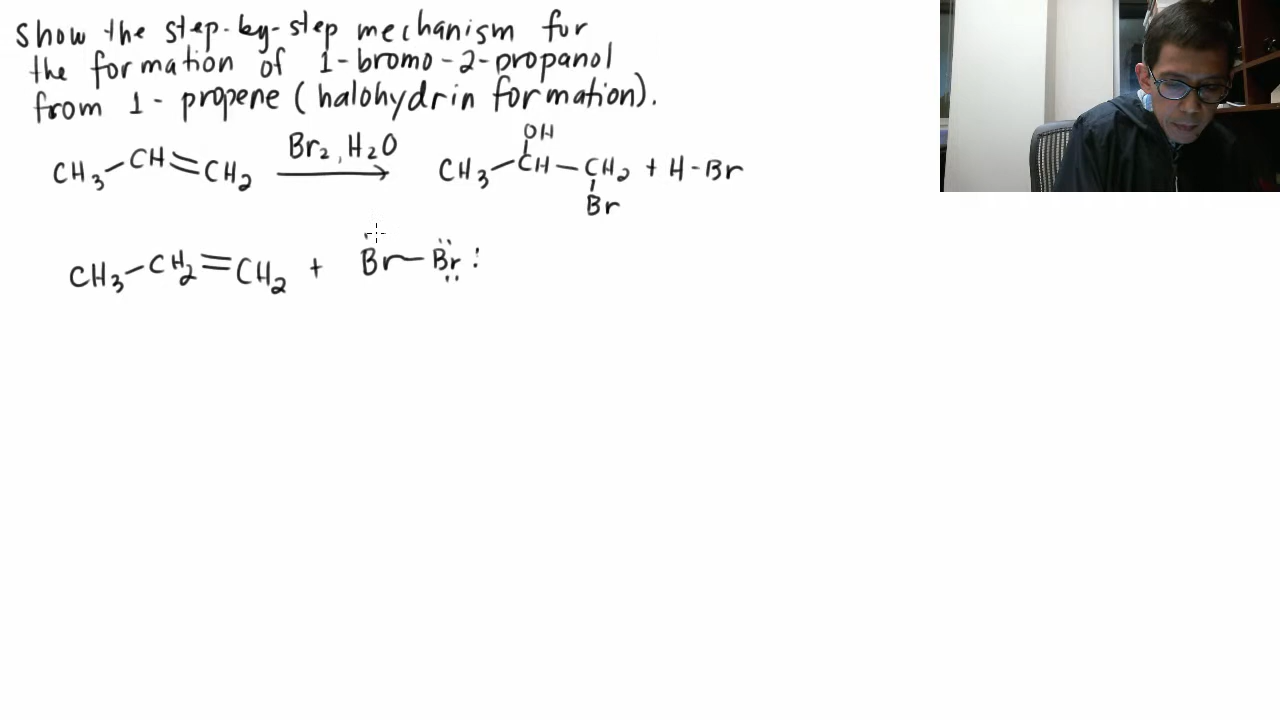 Show the step-by-step mechanism for
the formation of 1-bromo-2-propanol
from 1-propene (halohydrin formation).
OH
CH3-CH=CH2 Br2, H2O → CH3-CH-CH2 + H-Br
Br
CH3-CH2=CH2 + Br-Br: